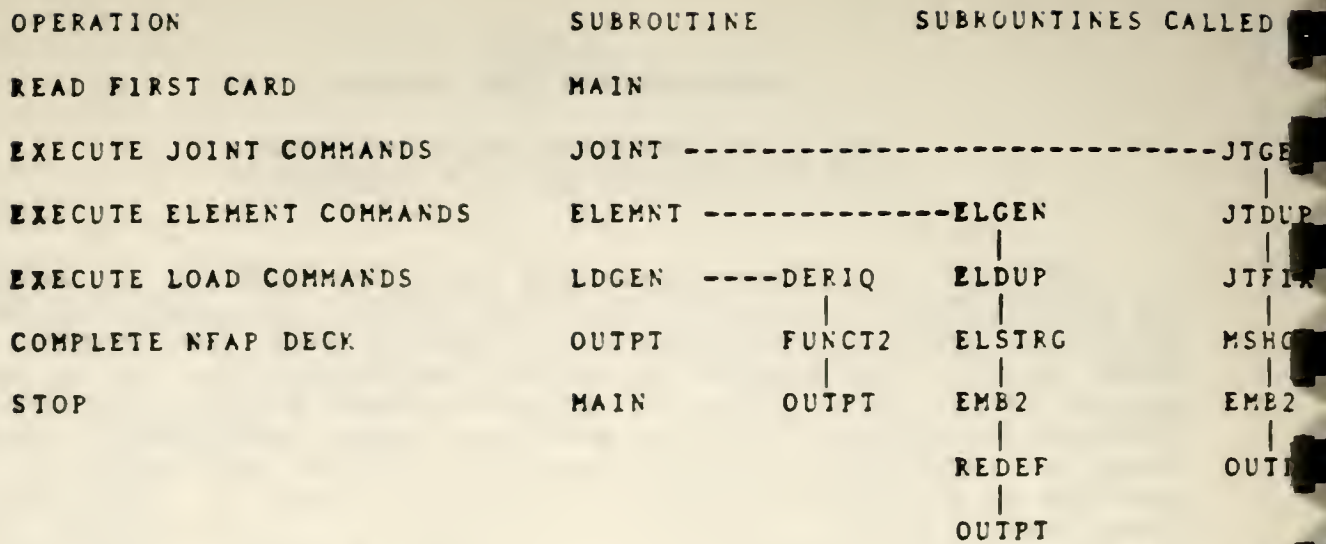 OPERATION SUBROUTINE SUBROUNTINES CALLED
READ FIRST CARD MAIN
EXECUTE JOINT COMMANDS JOINT ----------------------------
EXECUTE ELEMENT COMMANDS ELEMNT -------------ELGEN JTDUP
EXECUTE LOAD COMMANDS LDGEN ----DERIQ ELDUP
COMPLETE NFAP DECK OUTPT FUNCT2 ELSTRG
STOP MAIN OUTPT EMB2 EMB2
REDEF
OUTPT